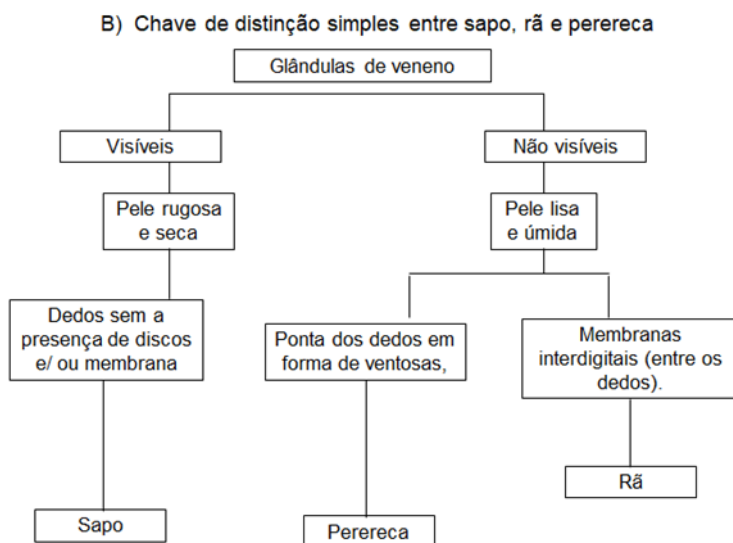 B) Chave de distinção simples entre sapo, rã e perereca
Glândulas de veneno
Visíveis
Não visíveis
Pele rugosa
e seca
Pele lisa
e úmida
Dedos sem a
presença de discos
e/ ou membrana
Ponta dos dedos em
forma de ventosas,
Membranas
interdigitais (entre os
dedos).
Rã
Sapo
Perereca